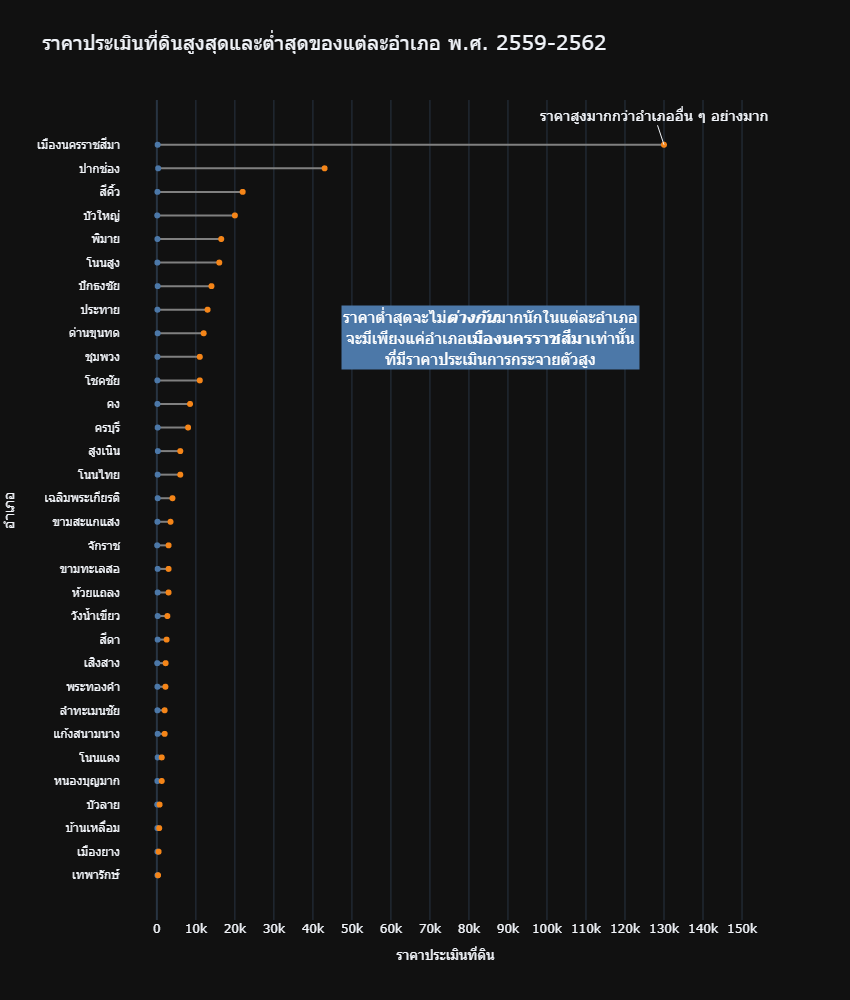 ราคาประเมินที่ดินสูงสุดและต่ำสุดของแต่ละอำเภอ พ.ศ. 2559-2562
ราคาสูงมากกว่าอำเภออื่น ๆ อย่างมาก
เมืองนครราชสีมา
ปากช่อง
สีคิ้ว
บัวใหญ่
พิมาย
โนนสูง
ปักธงชัย
ประทาย
ราคาต่ำสุดจะไม่ต่างกันมากนักในแต่ละอำเภอ
จะมีเพียงแค่อำเภอเมืองนครราชสีมาเท่านั้น
ที่มีราคาประเมินการกระจายตัวสูง
ด่านขุนทด
ชุมพวง
โชคชัย
คง
ครบุรี
สูงเนิน
โนนไทย
เฉลิมพระเกียรติ
ขามสะแกแสง
จักราช
ขามทะเลสอ
ห้วยแถลง
วังน้ำเขียว
สีดา
เสิงสาง
พระทองคำ
ลำทะเมนชัย
แก้งสนามนาง
โนนแดง
หนองบุญมาก
บัวลาย
บ้านเหลื่อม
เมืองยาง
เทพารักษ์
อำเภอ
0 10k 20k 30k 40k 50k 60k 70k 80k 90k 100k 110k 120k 130k 140k 150k
ราคาประเมินที่ดิน